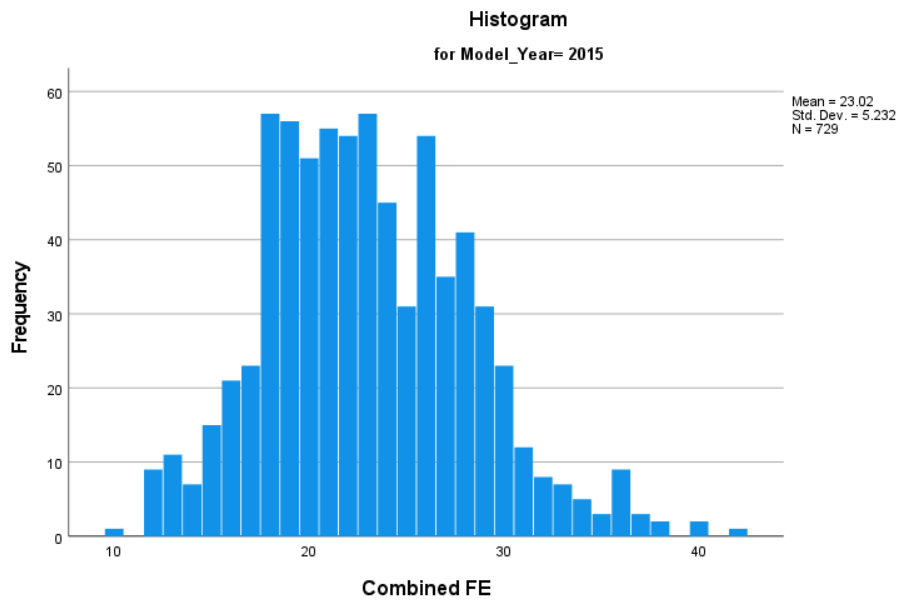 Histogram
for Model_Year= 2015
Mean = 23.02
Std. Dev. = 5.232
N = 729
60
50
40
30
20
10
0
Frequency
10 20 30 40
Combined FE